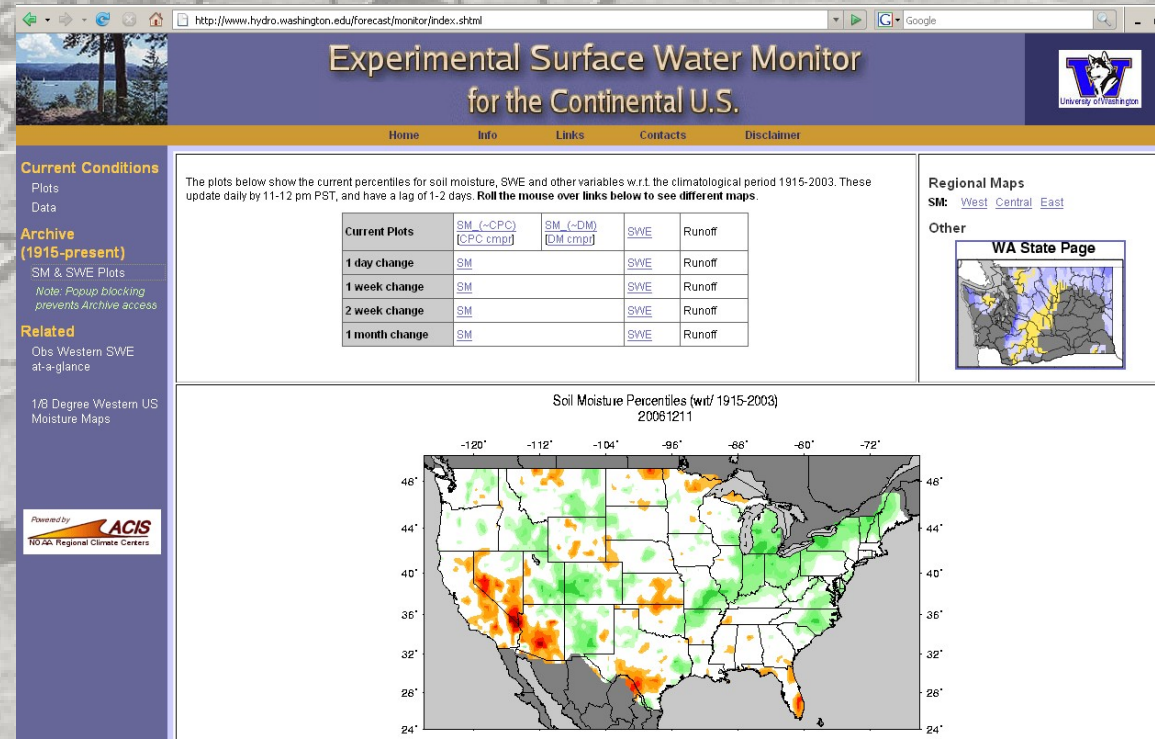 http://www.hydro.washington.edu/forecast/monitor/index.shtml
G Google
Experimental Surface Water Monitor
for the Continental U.S.
University of Washington
Home Info Links Contacts Disclaimer
Current Conditions
Plots
Data
Archive
(1915-present)
SM & SWE Plots
Note: Popup blocking
prevents Archive access
Related
Obs Western SWE
at-a-glance
1/8 Degree Western US
Moisture Maps
Powered by
ACIS
NOAA Regional Climate Centers
The plots below show the current percentiles for soil moisture, SWE and other variables w.r.t. the climatological period 1915-2003. These
update daily by 11-12 pm PST, and have a lag of 1-2 days. Roll the mouse over links below to see different maps.
Current Plots SM_(~CPC) [CPC cmpr] SM_(~DM) [DM cmpr] SWE Runoff
1 day change SM SWE Runoff
1 week change SM SWE Runoff
2 week change SM SWE Runoff
1 month change SM SWE Runoff
Regional Maps
SM: West Central East
Other
WA State Page
Soil Moisture Percentiles (wrt/ 1915-2003)
20061211
-120° -112° -104° -96° -88° -80° -72°
48° 48°
44° 44°
40° 40°
36° 36°
32° 32°
28° 28°
24° 24°